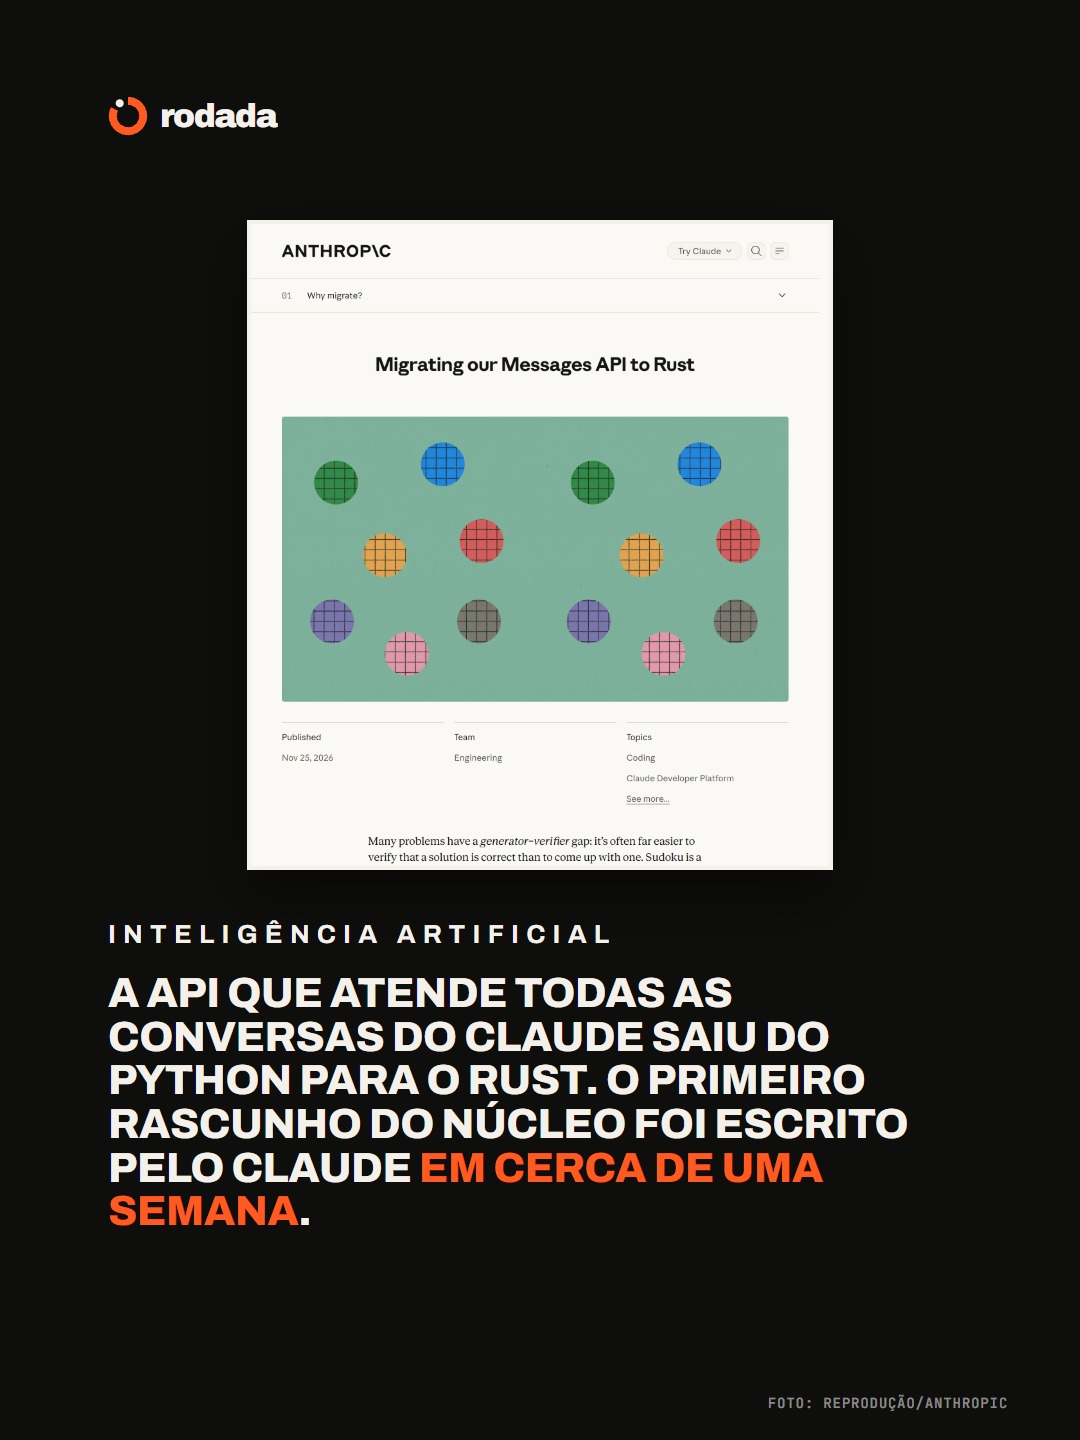 rodada
ANTHROP\C
Try Claude
01 Why migrate?
Migrating our Messages API to Rust
Published
Nov 25, 2026
Team
Engineering
Topics
Coding
Claude Developer Platform
See more...
Many problems have a generator-verifier gap: it's often far easier to
verify that a solution is correct than to come up with one. Sudoku is a
INTELIGÊNCIA ARTIFICIAL
A API QUE ATENDE TODAS AS
CONVERSAS DO CLAUDE SAIU DO
PYTHON PARA O RUST. O PRIMEIRO
RASCUNHO DO NÚCLEO FOI ESCRITO
PELO CLAUDE EM CERCA DE UMA
SEMANA.
FOTO: REPRODUÇÃO/ANTHROPIC